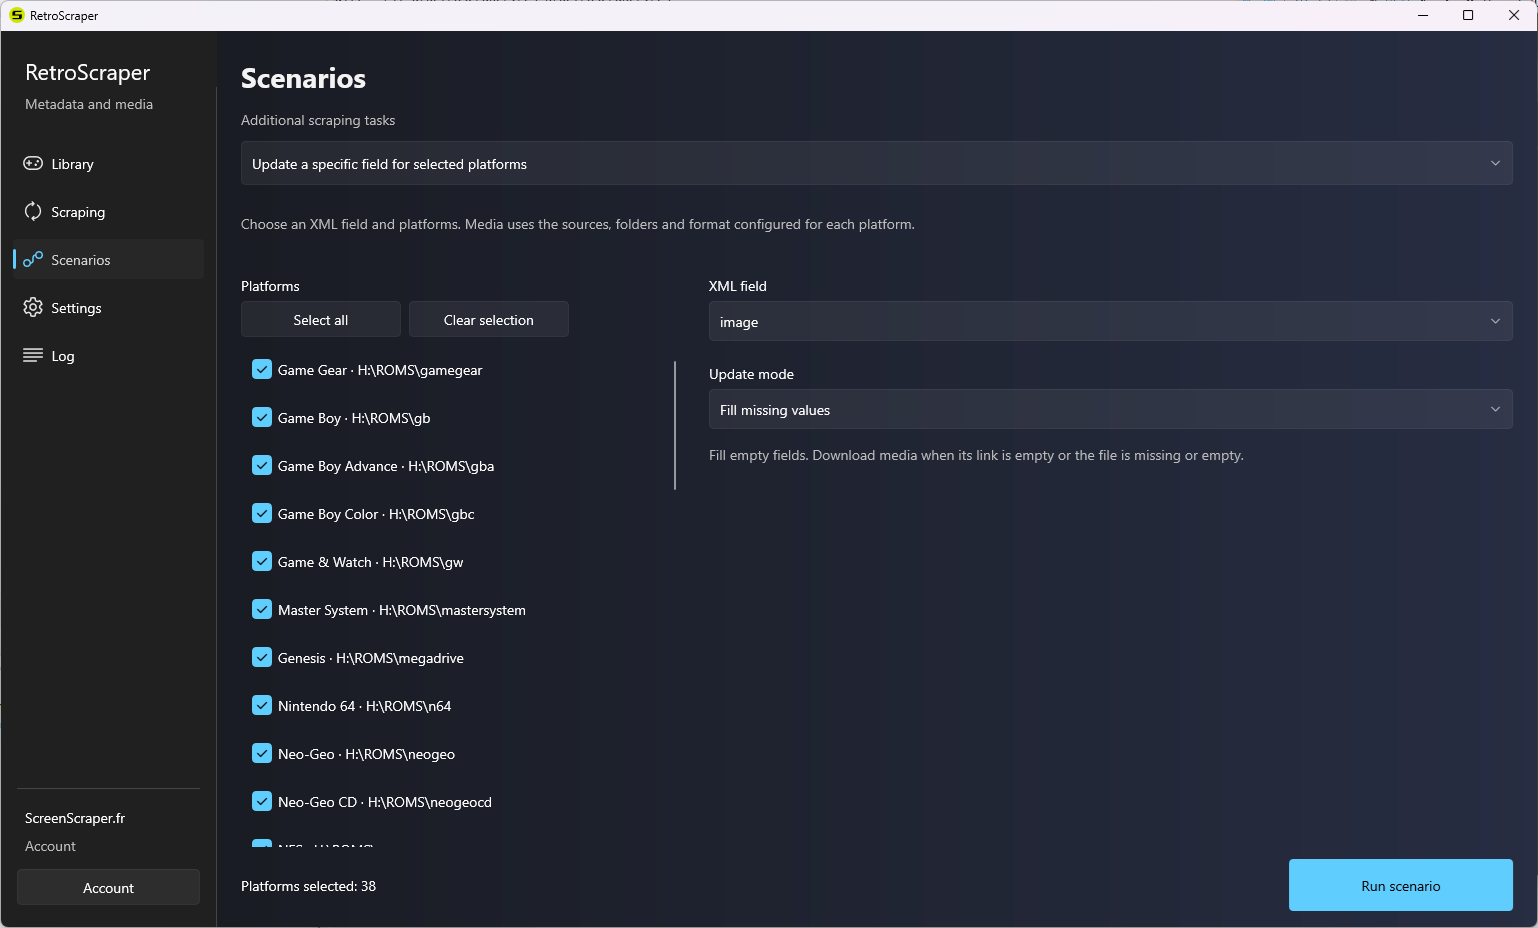 RetroScraper
RetroScraper
Metadata and media
Library
Scraping
Scenarios
Settings
Log
ScreenScraper.fr
Account
Account
Scenarios
Additional scraping tasks
Update a specific field for selected platforms
Choose an XML field and platforms. Media uses the sources, folders and format configured for each platform.
Platforms
Select all
Clear selection
Game Gear · H:\ROMS\gamegear
Game Boy · H:\ROMS\gb
Game Boy Advance · H:\ROMS\gba
Game Boy Color · H:\ROMS\gbc
Game & Watch · H:\ROMS\gw
Master System · H:\ROMS\mastersystem
Genesis · H:\ROMS\megadrive
Nintendo 64 · H:\ROMS\n64
Neo-Geo · H:\ROMS\neogeo
Neo-Geo CD · H:\ROMS\neogeocd
Platforms selected: 38
XML field
image
Update mode
Fill missing values
Fill empty fields. Download media when its link is empty or the file is missing or empty.
Run scenario